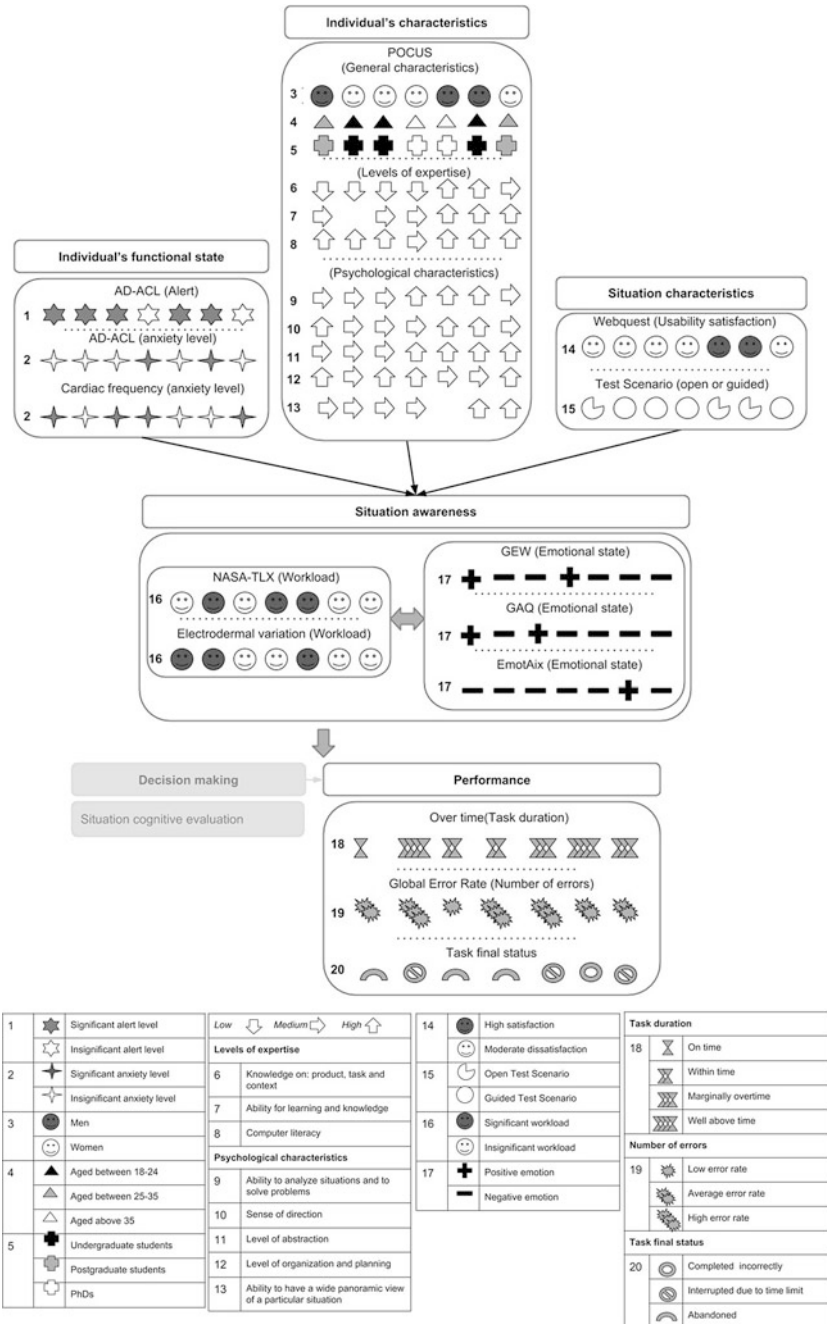 Individual's characteristics
POCUS
(General characteristics)
3
4
5
(Levels of expertise)
6
7
8
(Psychological characteristics)
9
10
11
12
13
Individual's functional state
AD-ACL (Alert)
1
AD-ACL (anxiety level)
2
Cardiac frequency (anxiety level)
2
Situation characteristics
Webquest (Usability satisfaction)
14
Test Scenario (open or guided)
15
Situation awareness
NASA-TLX (Workload)
16
Electrodermal variation (Workload)
16
GEW (Emotional state)
17
GAQ (Emotional state)
17
EmotAix (Emotional state)
17
Decision making
Situation cognitive evaluation
Performance
Over time(Task duration)
18
Global Error Rate (Number of errors)
19
Task final status
20
1 Significant alert level
Insignificant alert level
2 Significant anxiety level
Insignificant anxiety level
3 Men
Women
4 Aged between 18-24
Aged between 25-35
Aged above 35
5 Undergraduate students
Postgraduate students
PhDs
Low Medium High
Levels of expertise
6 Knowledge on: product, task and
context
7 Ability for learning and knowledge
8 Computer literacy
Psychological characteristics
9 Ability to analyze situations and to
solve problems
10 Sense of direction
11 Level of abstraction
12 Level of organization and planning
13 Ability to have a wide panoramic view
of a particular situation
14 High satisfaction
Moderate dissatisfaction
15 Open Test Scenario
Guided Test Scenario
16 Significant workload
Insignificant workload
17 Positive emotion
Negative emotion
Task duration
18 On time
Within time
Marginally overtime
Well above time
Number of errors
19 Low error rate
Average error rate
High error rate
Task final status
20 Completed incorrectly
Interrupted due to time limit
Abandoned